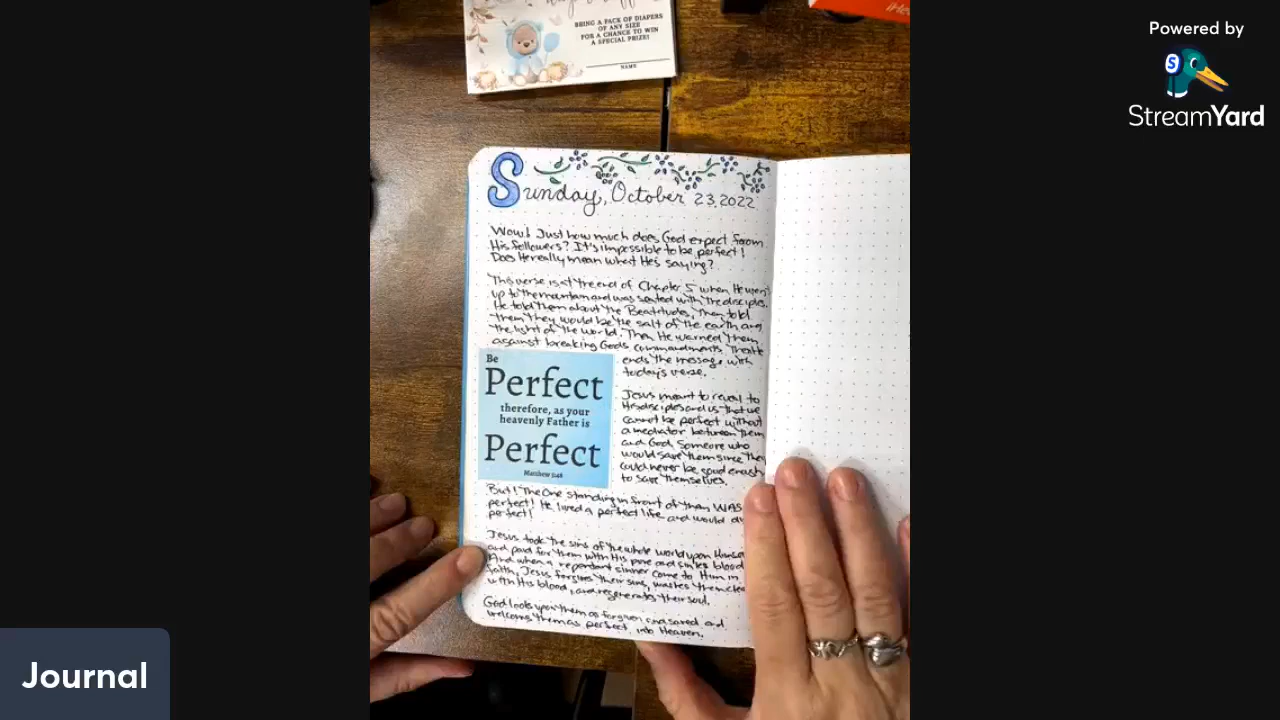 BRING A PACK OF DIAPERS
OF ANY SIZE
FOR A CHANCE TO WIN
A SPECIAL PRIZE!
NAME
Powered by
StreamYard
Sunday, October 23, 2022
Wow! Just how much does God expect from
His followers? It's impossible to be perfect!
Does He really mean what He's saying?
This verse is at the end of Chapter 5 when He went
up to the mountain and was seated with the disciples.
He told them about the Beatitudes, Then told
them they would be the salt of the earth and
the light of the world. Then He warned them
against breaking God's commandments. Then He
ends the message with
today's verse.
Be
Perfect
therefore, as your
heavenly Father is
Perfect
Matthew 5:48
Jesus meant to reveal to
His disciples and us that we
cannot be perfect without
a mediator between them
and God. Someone who
would save them since they
could never be good enough
to save themselves.
But! The One standing in front of them WAS
perfect! He lived a perfect life and would
perfect!
Jesus took the sins of the whole world upon Himself
and paid for them with His pure and sinless blood
And when a repentant sinner come to Him in
faith, Jesus forgives their sins, washes them clean
with His blood, and regenerates their soul.
God looks upon them as forgiven and saved and
welcomes them as perfect into Heaven.
Journal